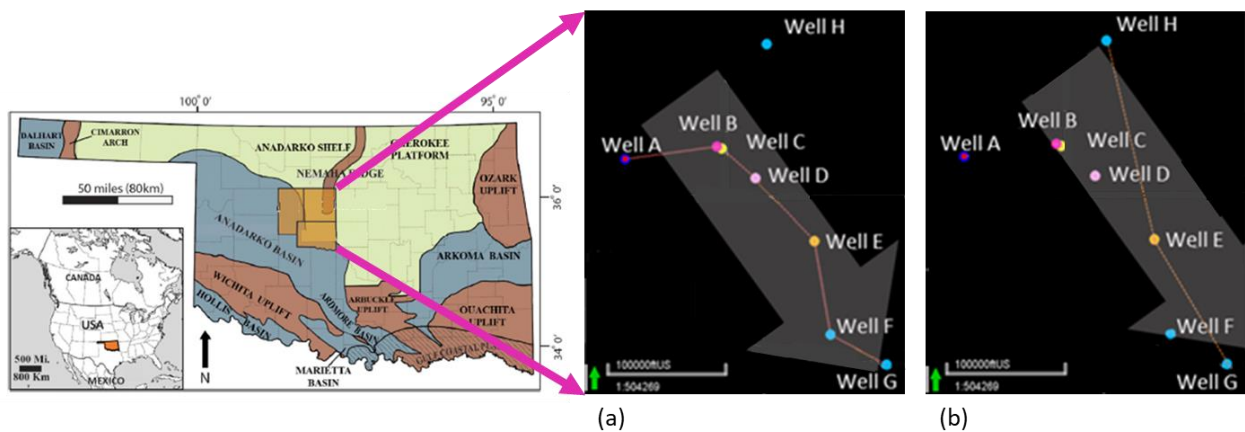 100° 0'
95° 0'
DALHART
BASIN
CIMARRON
ARCH
ANADARKO SHELF
CHEROKEE
PLATFORM
NEMAHA RIDGE
OZARK
UPLIFT
50 miles (80km)
36° 0'
ANADARKO BASIN
ARKOMA BASIN
CANADA
USA
MEXICO
500 Mi.
800 Km
WICHITA UPLIFT
HOLLIS BASIN
ARDMORE BASIN
ARBUCKLE
UPLIFT
OUACHITA
UPLIFT
GULF COASTAL
34° 0'
N
MARIETTA
BASIN
Well H
Well B
Well A
Well C
Well D
Well E
Well F
Well G
100000ftUS
1:504269
(a)
Well H
Well B
Well A
Well C
Well D
Well E
Well F
Well G
100000ftUS
1:504269
(b)